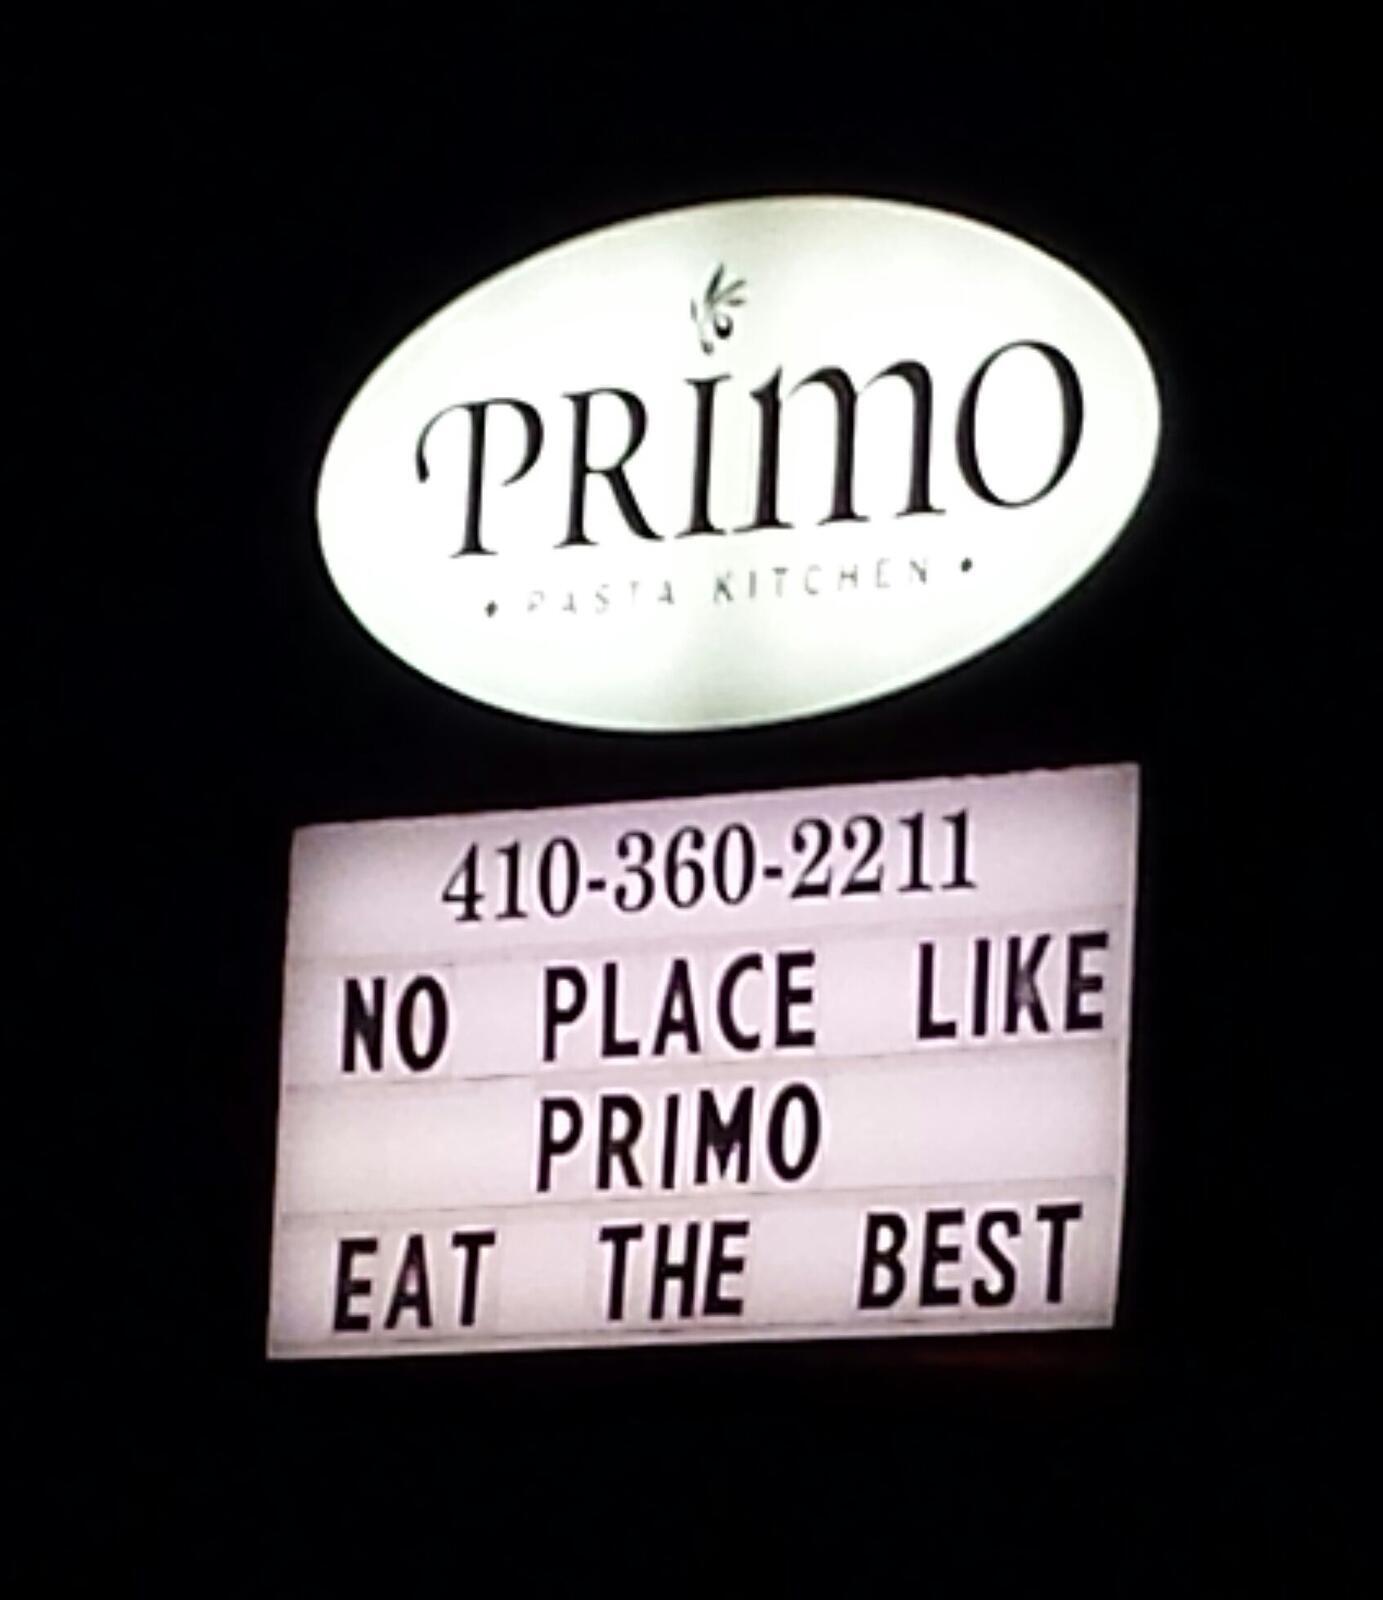 PRIMO
• PASTA KITCHEN •
410-360-2211
NO PLACE LIKE
PRIMO
EAT THE BEST